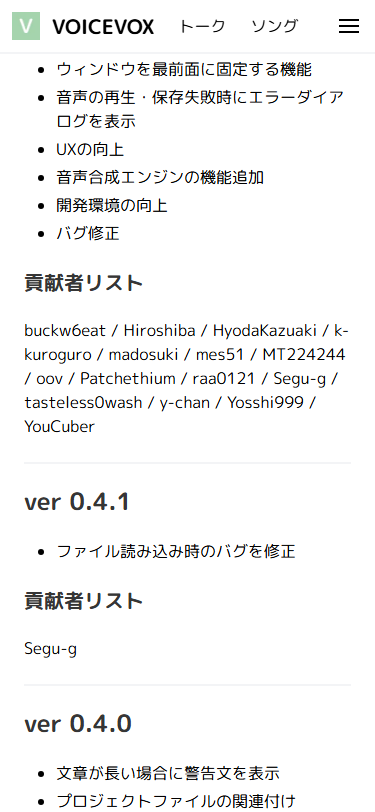 V VOICEVOX トーク ソング
• ウィンドウを最前面に固定する機能
• 音声の再生・保存失敗時にエラーダイア
ログを表示
• UXの向上
• 音声合成エンジンの機能追加
• 開発環境の向上
• バグ修正
貢献者リスト
buckw6eat / Hiroshiba / HyodaKazuaki / k-
kuroguro / madosuki / mes51 / MT224244
/ oov / Patchethium / raa0121 / Segu-g /
tasteless0wash / y-chan / Yosshi999 /
YouCuber
ver 0.4.1
• ファイル読み込み時のバグを修正
貢献者リスト
Segu-g
ver 0.4.0
• 文章が長い場合に警告文を表示
• プロジェクトファイルの関連付け